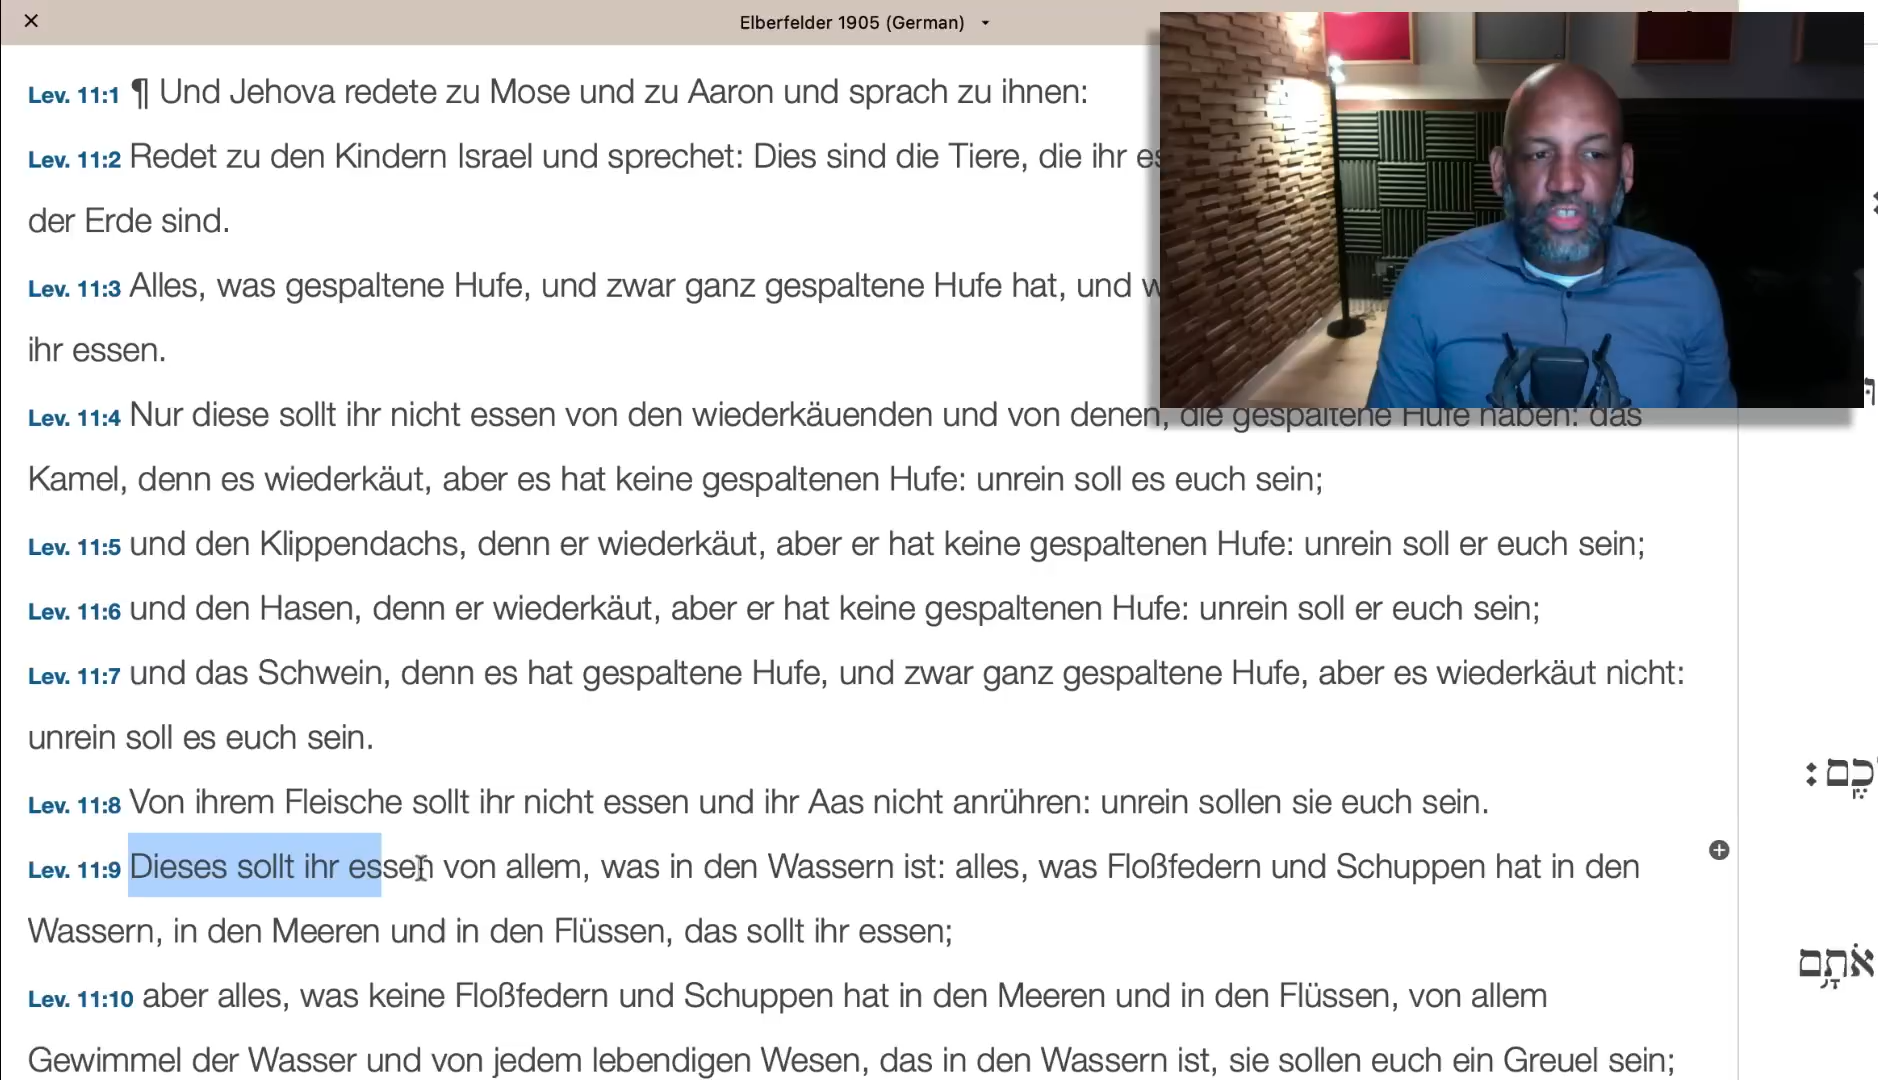 Elberfelder 1905 (German)
Lev. 11:1 ¶ Und Jehova redete zu Mose und zu Aaron und sprach zu ihnen:
Lev. 11:2 Redet zu den Kindern Israel und sprechet: Dies sind die Tiere, die ihr
der Erde sind.
Lev. 11:3 Alles, was gespaltene Hufe, und zwar ganz gespaltene Hufe hat, und
ihr essen.
Lev. 11:4 Nur diese sollt ihr nicht essen von den wiederkäuenden und von denen, die gespaltene Hufe haben: das
Kamel, denn es wiederkäut, aber es hat keine gespaltenen Hufe: unrein soll es euch sein;
Lev. 11:5 und den Klippendachs, denn er wiederkäut, aber er hat keine gespaltenen Hufe: unrein soll er euch sein;
Lev. 11:6 und den Hasen, denn er wiederkäut, aber er hat keine gespaltenen Hufe: unrein soll er euch sein;
Lev. 11:7 und das Schwein, denn es hat gespaltene Hufe, und zwar ganz gespaltene Hufe, aber es wiederkäut nicht:
unrein soll es euch sein.
Lev. 11:8 Von ihrem Fleische sollt ihr nicht essen und ihr Aas nicht anrühren: unrein sollen sie euch sein.
Lev. 11:9 Dieses sollt ihr essen von allem, was in den Wassern ist: alles, was Floßfedern und Schuppen hat in den
Wassern, in den Meeren und in den Flüssen, das sollt ihr essen;
Lev. 11:10 aber alles, was keine Floßfedern und Schuppen hat in den Meeren und in den Flüssen, von allem
Gewimmel der Wasser und von jedem lebendigen Wesen, das in den Wassern ist, sie sollen euch ein Greuel sein;